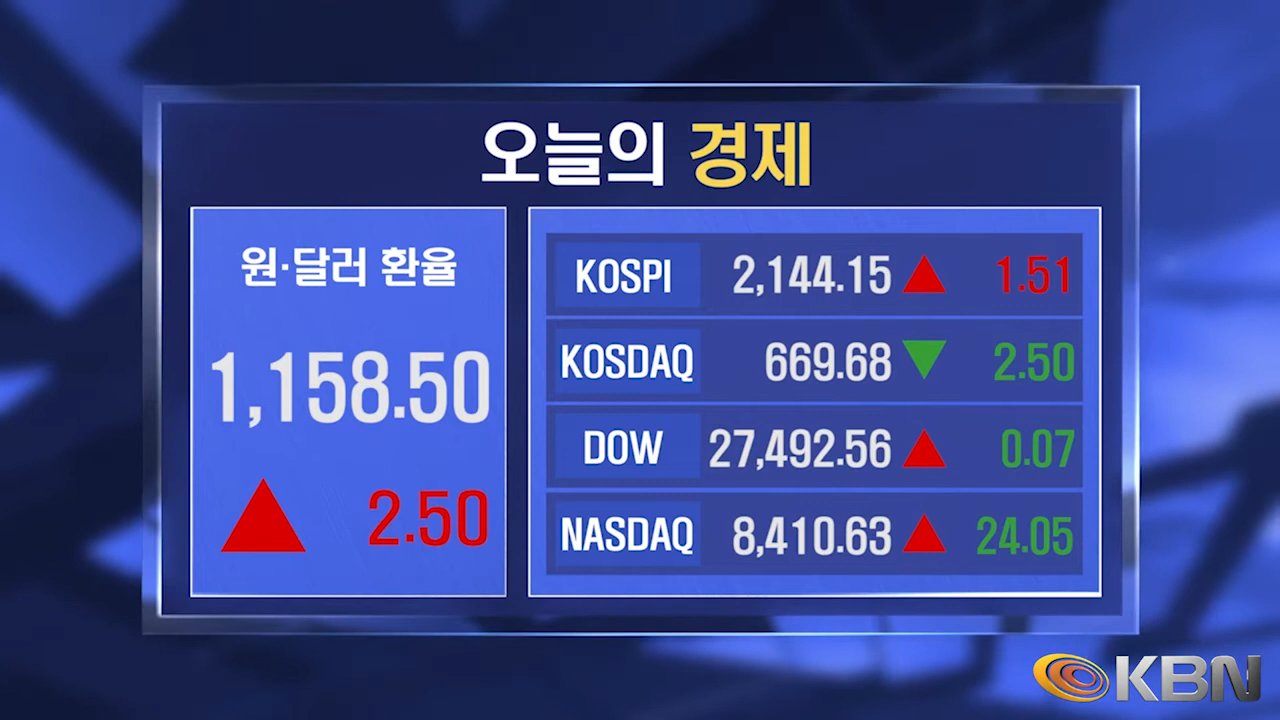 오늘의 경제
원·달러 환율
1,158.50
▲ 2.50
KOSPI 2,144.15 ▲ 1.51
KOSDAQ 669.68 ▼ 2.50
DOW 27,492.56 ▲ 0.07
NASDAQ 8,410.63 ▲ 24.05
KBN